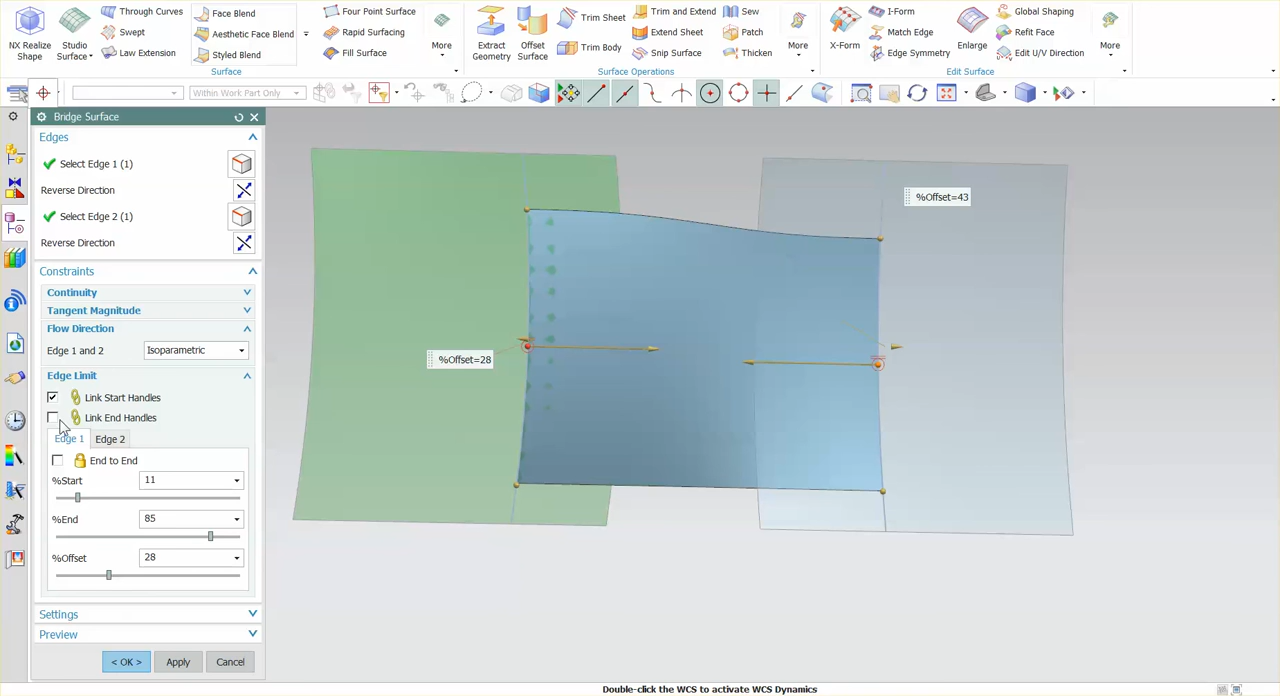 NX Realize Shape
Studio Surface
Through Curves
Swept
Law Extension
Face Blend
Aesthetic Face Blend
Styled Blend
Four Point Surface
Rapid Surfacing
Fill Surface
More
Surface
Extract Geometry
Offset Surface
Trim Sheet
Trim Body
Trim and Extend
Extend Sheet
Snip Surface
Sew
Patch
Thicken
More
Surface Operations
X-Form
I-Form
Match Edge
Edge Symmetry
Enlarge
Global Shaping
Refit Face
Edit U/V Direction
More
Edit Surface
Within Work Part Only
Bridge Surface
Edges
Select Edge 1 (1)
Reverse Direction
Select Edge 2 (1)
Reverse Direction
Constraints
Continuity
Tangent Magnitude
Flow Direction
Edge 1 and 2
Isoparametric
Edge Limit
Link Start Handles
Link End Handles
Edge 1
Edge 2
End to End
%Start
11
%End
85
%Offset
28
Settings
Preview
< OK >
Apply
Cancel
%Offset=43
%Offset=28
Double-click the WCS to activate WCS Dynamics